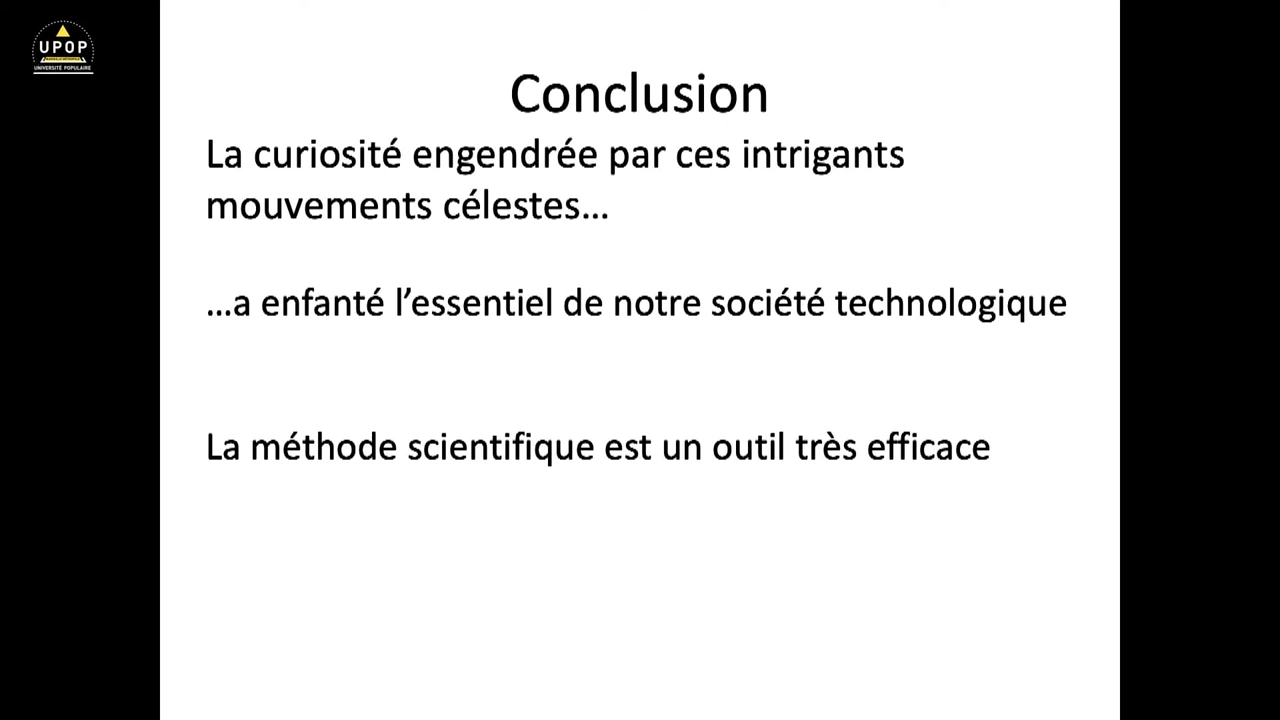 UPOP
UNIVERSITÉ POPULAIRE
Conclusion
La curiosité engendrée par ces intrigants
mouvements célestes...
...a enfanté l’essentiel de notre société technologique
La méthode scientifique est un outil très efficace